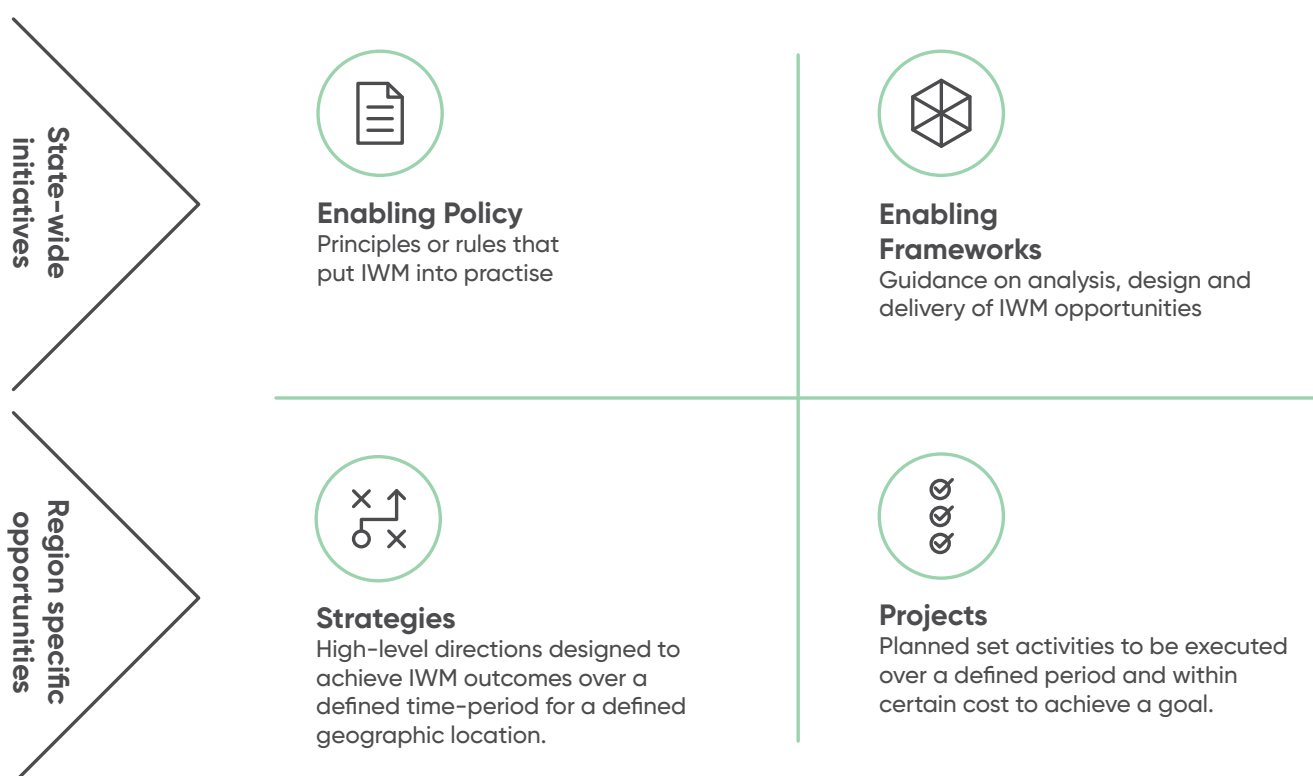 State-wide
initiatives
Enabling Policy
Principles or rules that
put IWM into practise
Enabling
Frameworks
Guidance on analysis, design and
delivery of IWM opportunities
Region specific
opportunities
Strategies
High-level directions designed to
achieve IWM outcomes over a
defined time-period for a defined
geographic location.
Projects
Planned set activities to be executed
over a defined period and within
certain cost to achieve a goal.